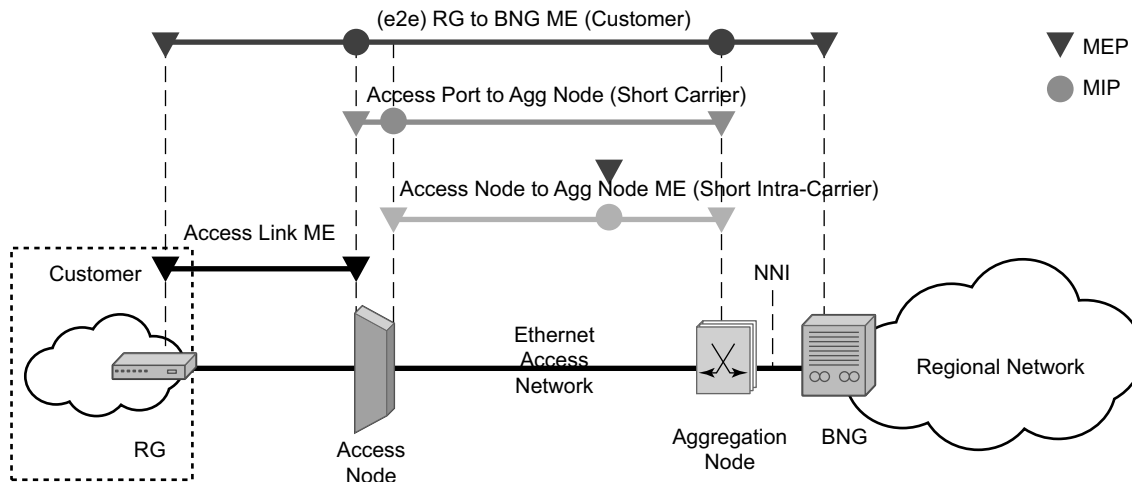 (e2e) RG to BNG ME (Customer)
MEP
MIP
Access Port to Agg Node (Short Carrier)
Access Node to Agg Node ME (Short Intra-Carrier)
Access Link ME
Customer
NNI
Ethernet
Access
Network
Regional Network
RG
Access
Node
Aggregation
Node
BNG